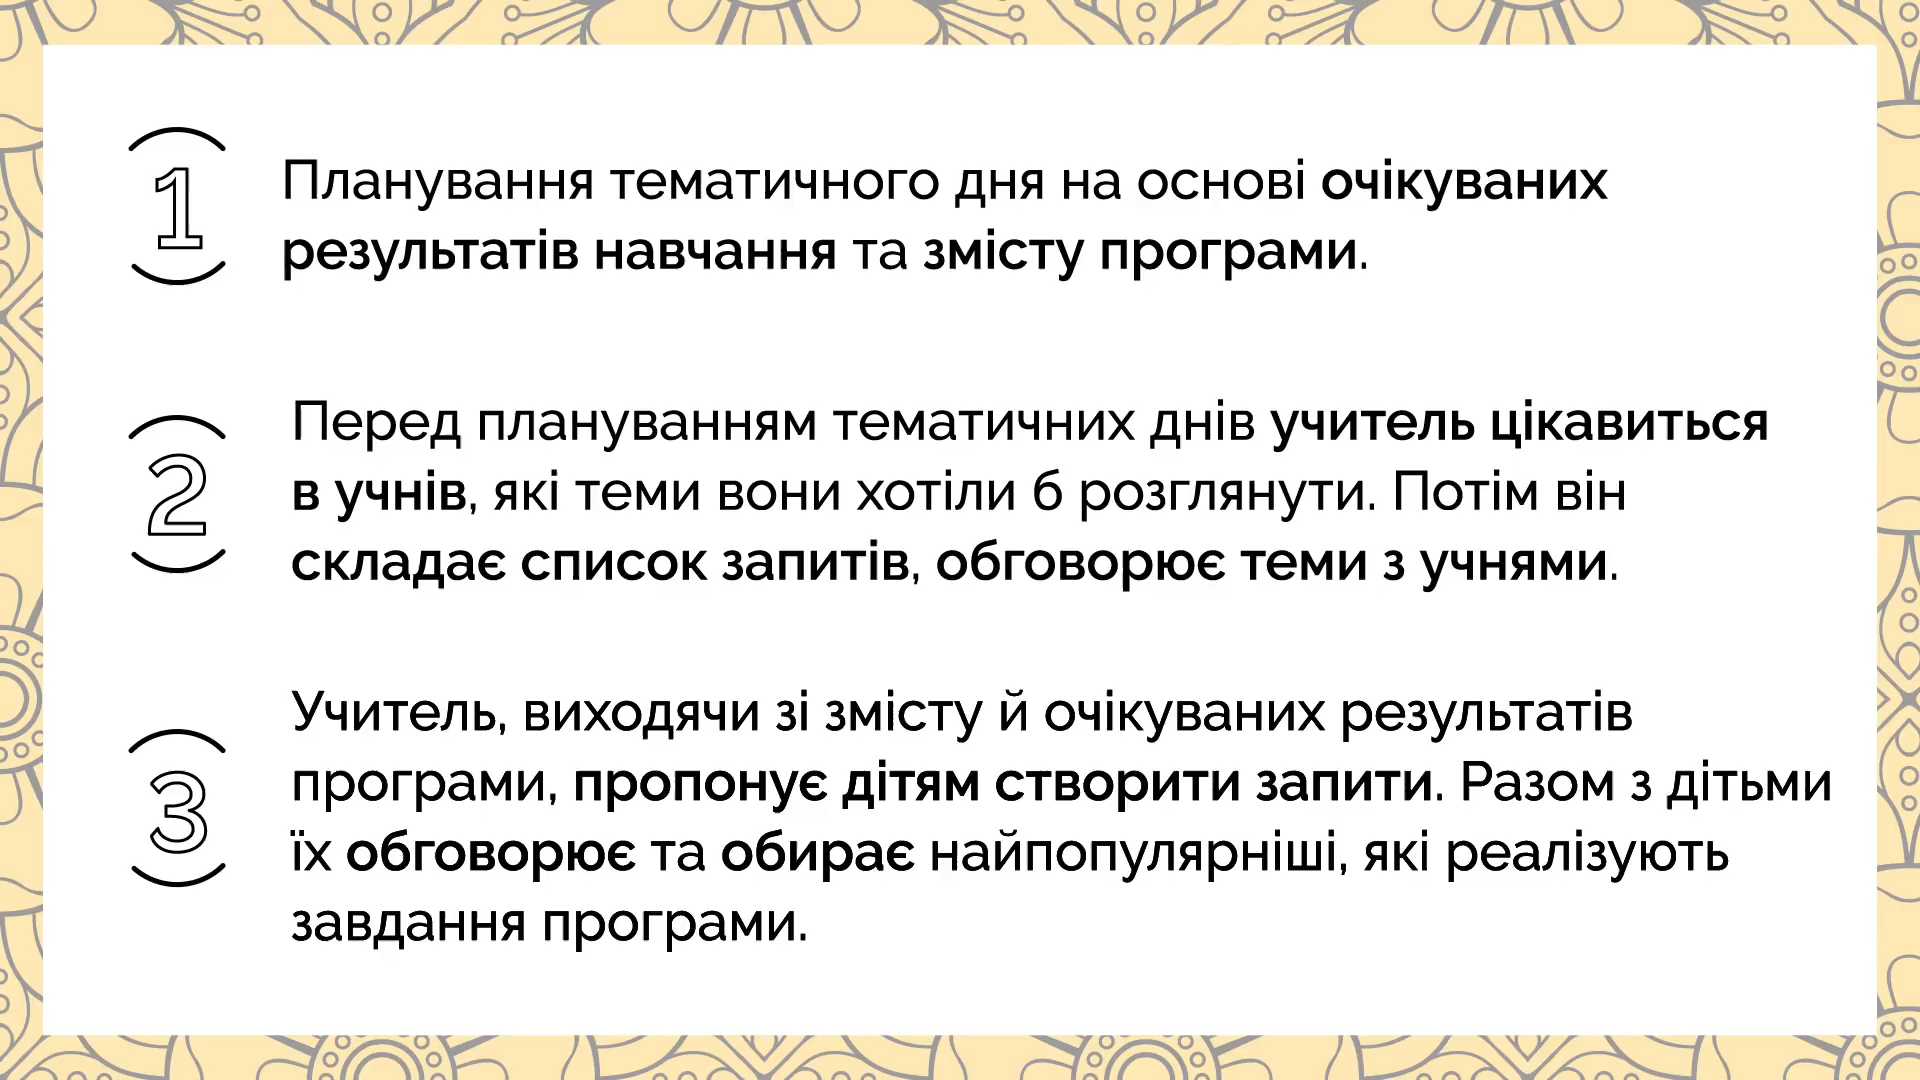 1
Планування тематичного дня на основі очікуваних
результатів навчання та змісту програми.
2
Перед плануванням тематичних днів учитель цікавиться
в учнів, які теми вони хотіли б розглянути. Потім він
складає список запитів, обговорює теми з учнями.
3
Учитель, виходячи зі змісту й очікуваних результатів
програми, пропонує дітям створити запити. Разом з дітьми
їх обговорює та обирає найпопулярніші, які реалізують
завдання програми.